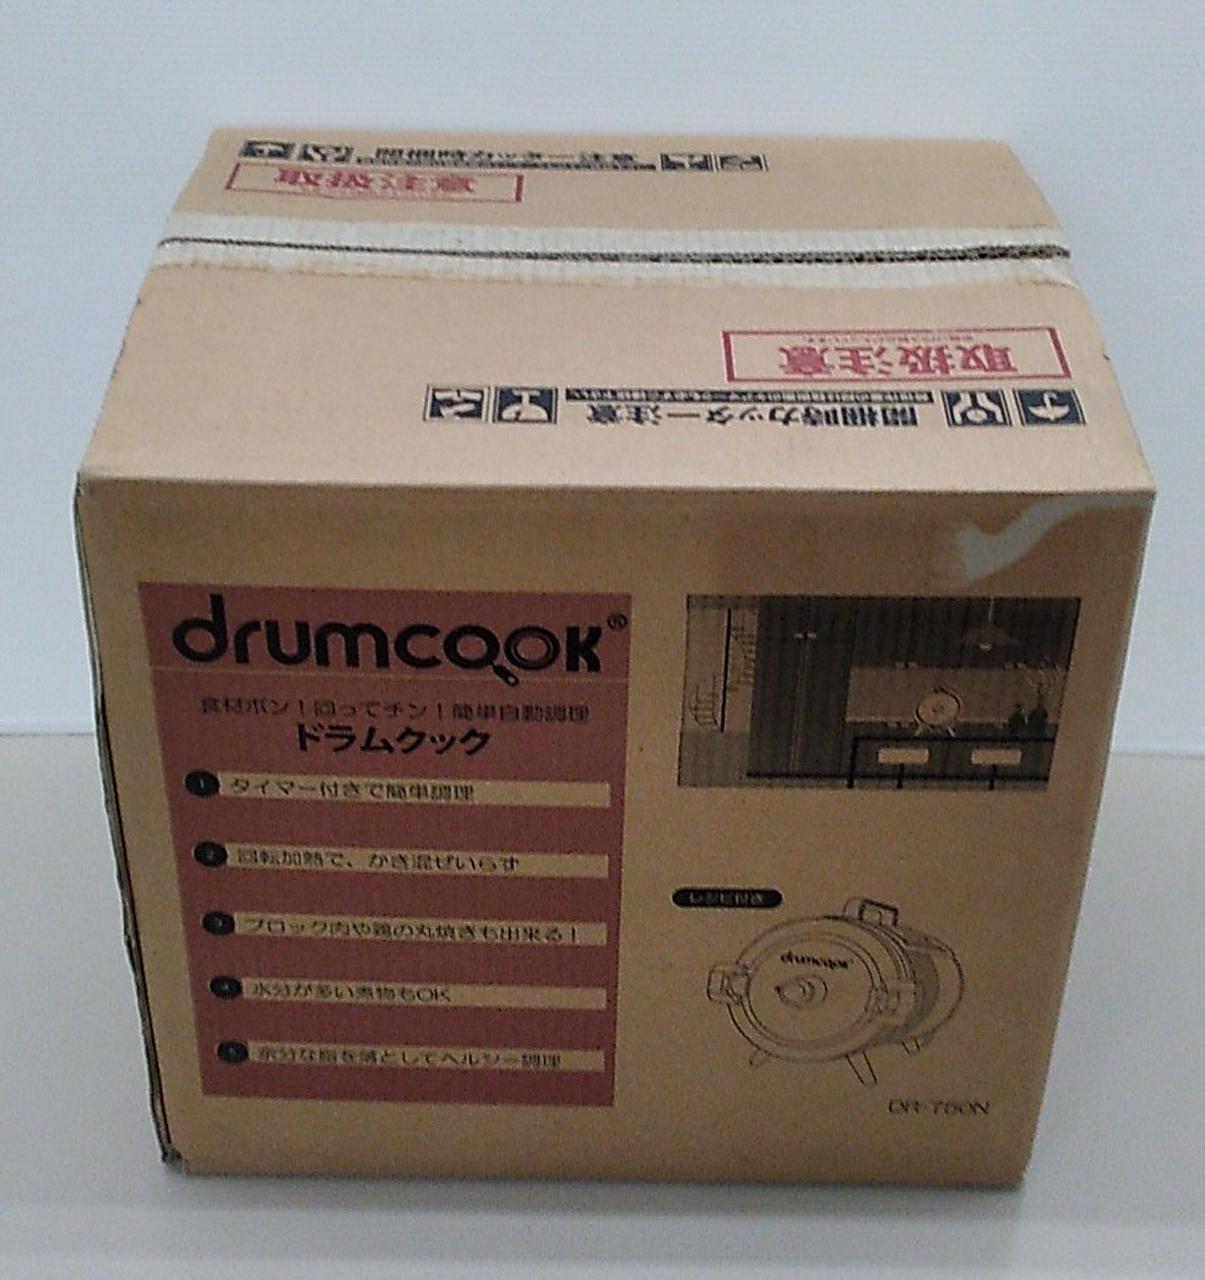 取扱注意
開梱時カッター注意
取扱注意
開梱時カッター注意
drumcook®
食材ポン!回ってチン!簡単自動調理
ドラムクック
1 タイマー付きで簡単調理
2 回転加熱で、かき混ぜいらず
3 ブロック肉や鶏の丸焼きも出来る!
4 水分が多い煮物もOK
5 余分な脂を落としてヘルシー調理
レシピ付き
drumcook
DR-750N